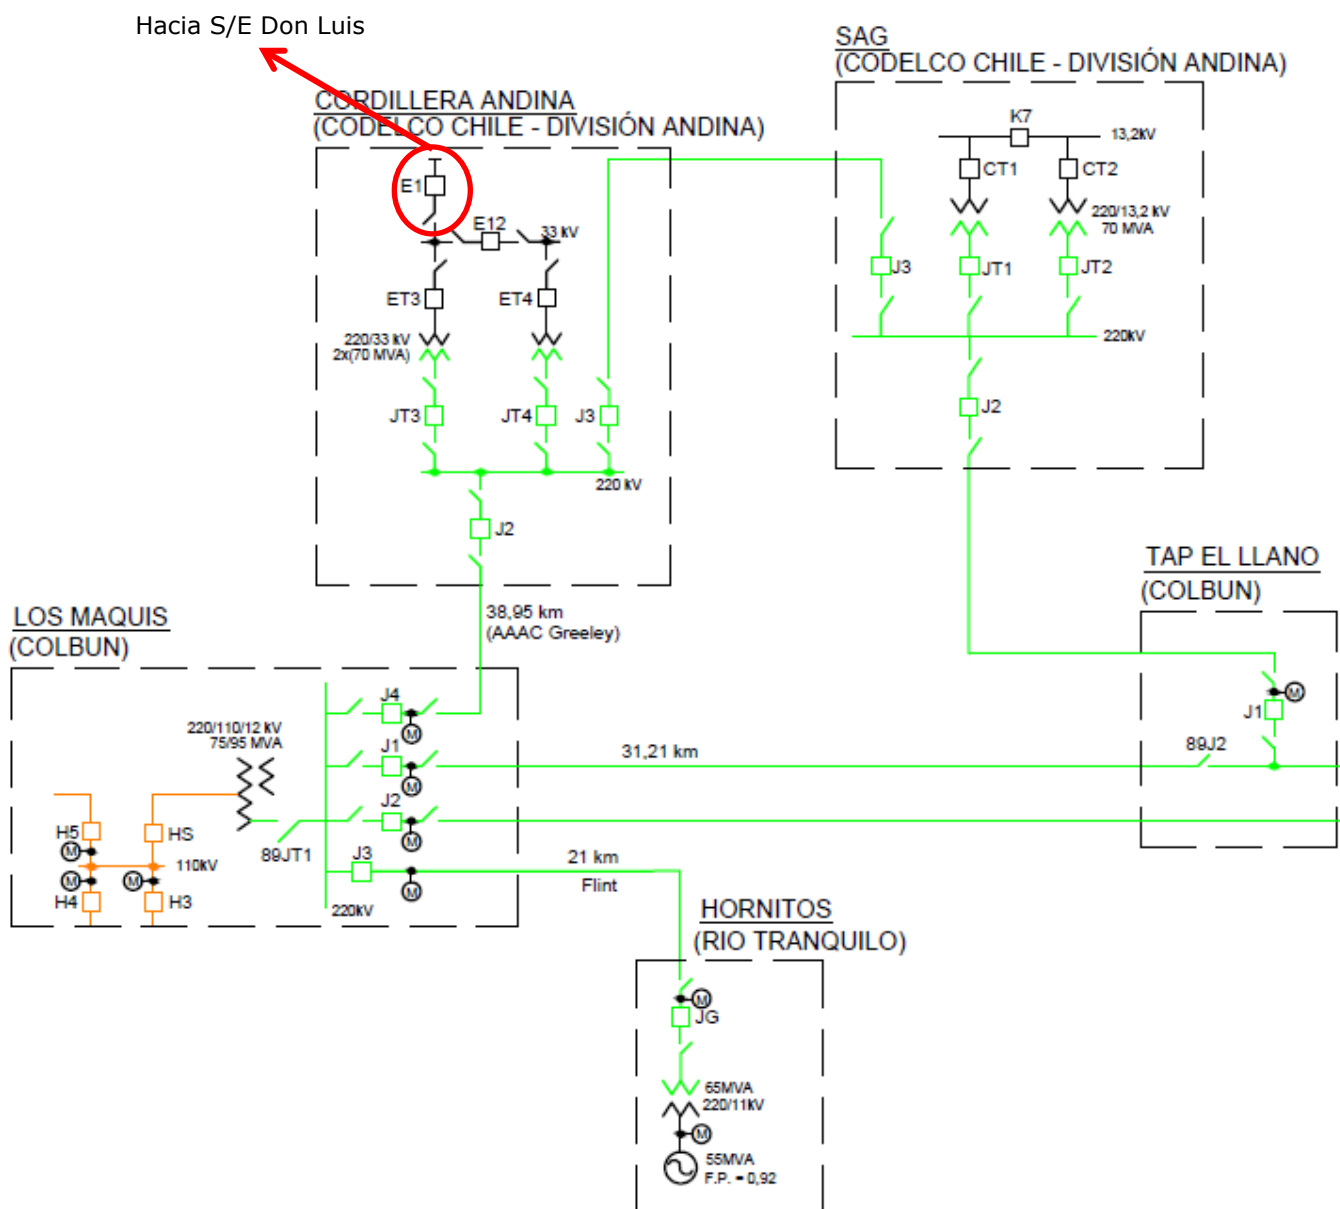 Hacia S/E Don Luis
CORDILLERA ANDINA
(CODELCO CHILE - DIVISIÓN ANDINA)
E1
E12
33 kV
ET3
ET4
220/33 kV
2x(70 MVA)
JT3
JT4
J3
220 kV
J2
38,95 km
(AAAC Greeley)
SAG
(CODELCO CHILE - DIVISIÓN ANDINA)
K7
13,2kV
CT1
CT2
220/13,2 kV
70 MVA
J3
JT1
JT2
220kV
J2
TAP EL LLANO
(COLBUN)
M
J1
89J2
LOS MAQUIS
(COLBUN)
220/110/12 kV
75/95 MVA
J4
M
J1
M
31,21 km
J2
M
H5
HS
M
89JT1
J3
M
110kV
M
M
H4
H3
220kV
21 km
Flint
HORNITOS
(RIO TRANQUILO)
M
JG
65MVA
220/11kV
M
55MVA
F.P. = 0,92